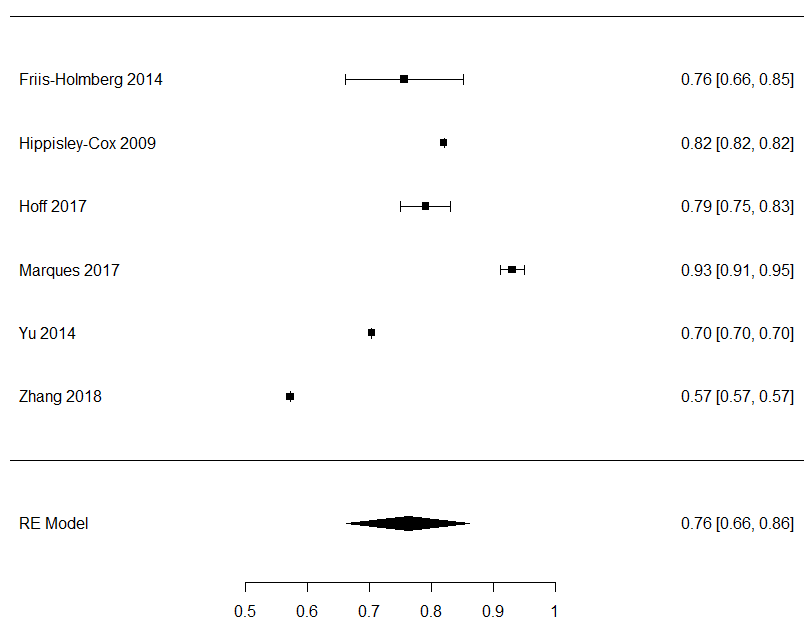 Friis-Holmberg 2014 0.76 [0.66, 0.85]
Hippisley-Cox 2009 0.82 [0.82, 0.82]
Hoff 2017 0.79 [0.75, 0.83]
Marques 2017 0.93 [0.91, 0.95]
Yu 2014 0.70 [0.70, 0.70]
Zhang 2018 0.57 [0.57, 0.57]
RE Model 0.76 [0.66, 0.86]
0.5 0.6 0.7 0.8 0.9 1